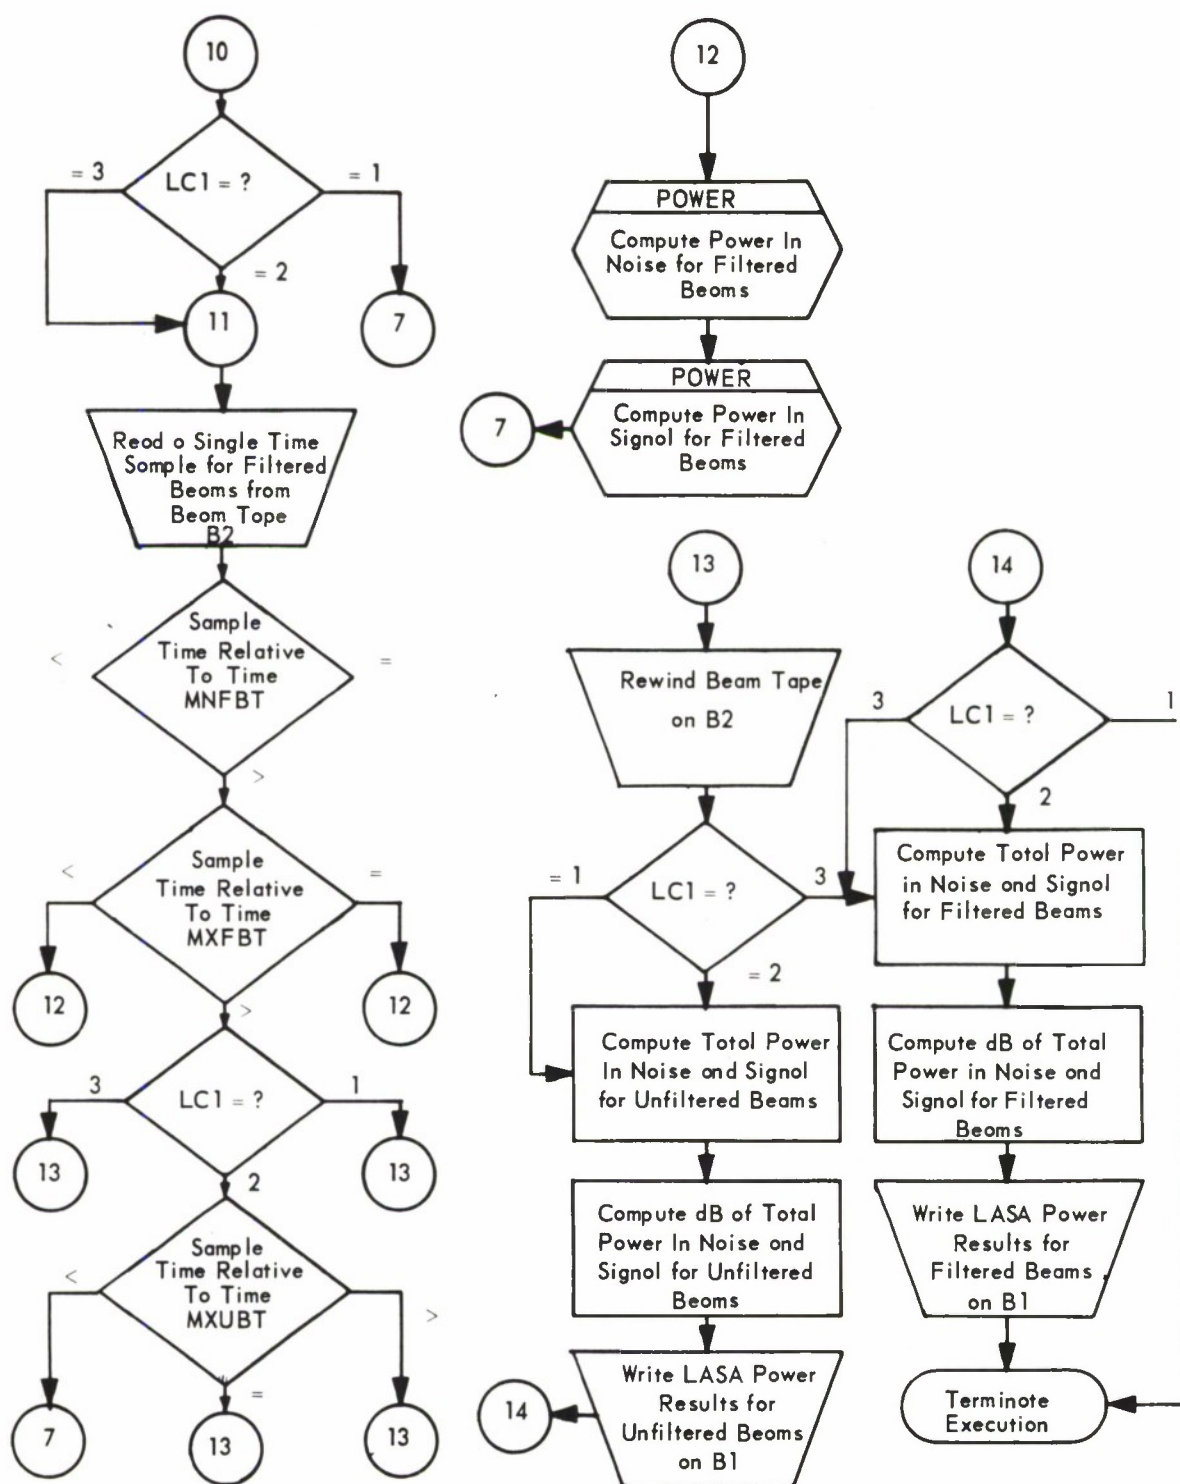 10
LC1 = ?
= 3
= 1
= 2
11
7
Reod o Single Time
Somple for Filtered
Beoms from
Beom Tope
B2
Sample
Time Relative
To Time
MNFBT
<
=
>
Sample
Time Relative
To Time
MXFBT
<
=
>
12
12
LC1 = ?
3
1
2
13
13
Sample
Time Relative
To Time
MXUBT
<
>
=
7
13
13
12
POWER
Compute Power In
Noise for Filtered
Beoms
POWER
Compute Power In
Signol for Filtered
Beoms
7
13
Rewind Beam Tape
on B2
LC1 = ?
= 1
3
= 2
Compute Totol Power
In Noise ond Signol
for Unfiltered Beams
Compute dB of Total
Power In Noise ond
Signol for Unfiltered
Beoms
Write LASA Power
Results for
Unfiltered Beoms
on B1
14
14
LC1 = ?
3
1
2
Compute Totol Power
in Noise ond Signol
for Filtered Beams
Compute dB of Total
Power in Noise ond
Signol for Filtered
Beoms
Write LASA Power
Results for
Filtered Beams
on B1
Terminote
Execution